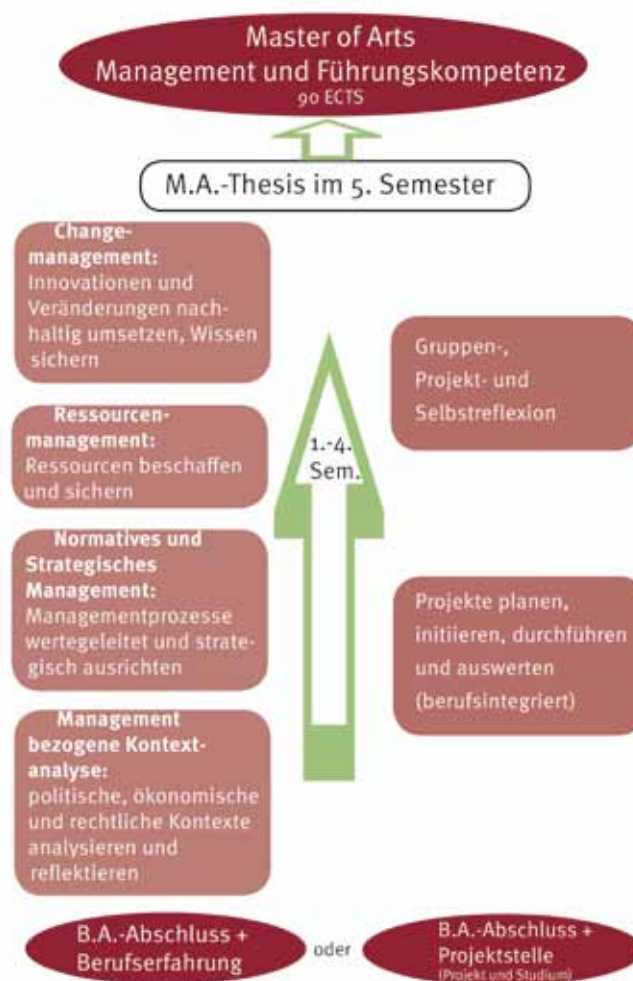 Master of Arts
Management und Führungskompetenz
90 ECTS
M.A.-Thesis im 5. Semester
Change-
management:
Innovationen und
Veränderungen nach-
haltig umsetzen, Wissen
sichern
Ressourcen-
management:
Ressourcen beschaffen
und sichern
Normatives und
Strategisches
Management:
Managementprozesse
wertegeleitet und strate-
gisch ausrichten
Management
bezogene Kontext-
analyse:
politische, ökonomische
und rechtliche Kontexte
analysieren und
reflektieren
1.-4.
Sem.
Gruppen-,
Projekt- und
Selbstreflexion
Projekte planen,
initiieren, durchführen
und auswerten
(berufsintegriert)
B.A.-Abschluss +
Berufserfahrung
oder
B.A.-Abschluss +
Projektstelle
(Projekt und Studium)